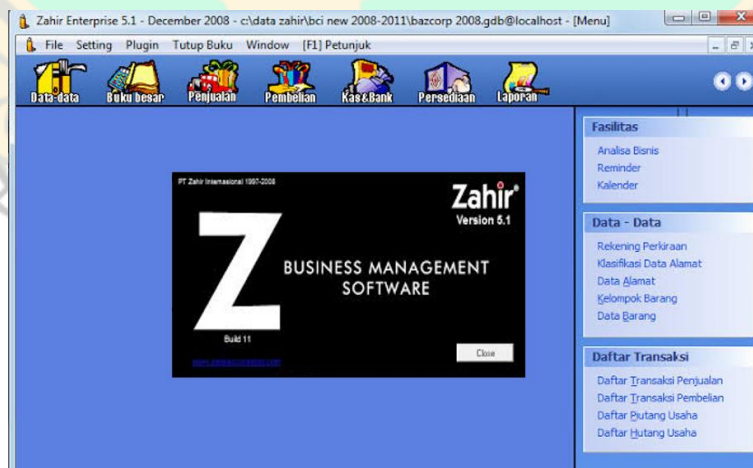 Zahir Enterprise 5.1 - December 2008 - c:\data zahir\bci new 2008-2011\bazcorp 2008.gdb@localhost - [Menu]
File Setting Plugin Tutup Buku Window [F1] Petunjuk
Data-data Buku besar Penjualan Pembelian Kas&Bank Persediaan Laporan
PT Zahir Internasional 1997-2008
Zahir
Version 5.1
Z
BUSINESS MANAGEMENT
SOFTWARE
Build 11
Close
Fasilitas
Analisa Bisnis
Reminder
Kalender
Data - Data
Rekening Perkiraan
Klasifikasi Data Alamat
Data Alamat
Kelompok Barang
Data Barang
Daftar Transaksi
Daftar Transaksi Penjualan
Daftar Transaksi Pembelian
Daftar Piutang Usaha
Daftar Hutang Usaha